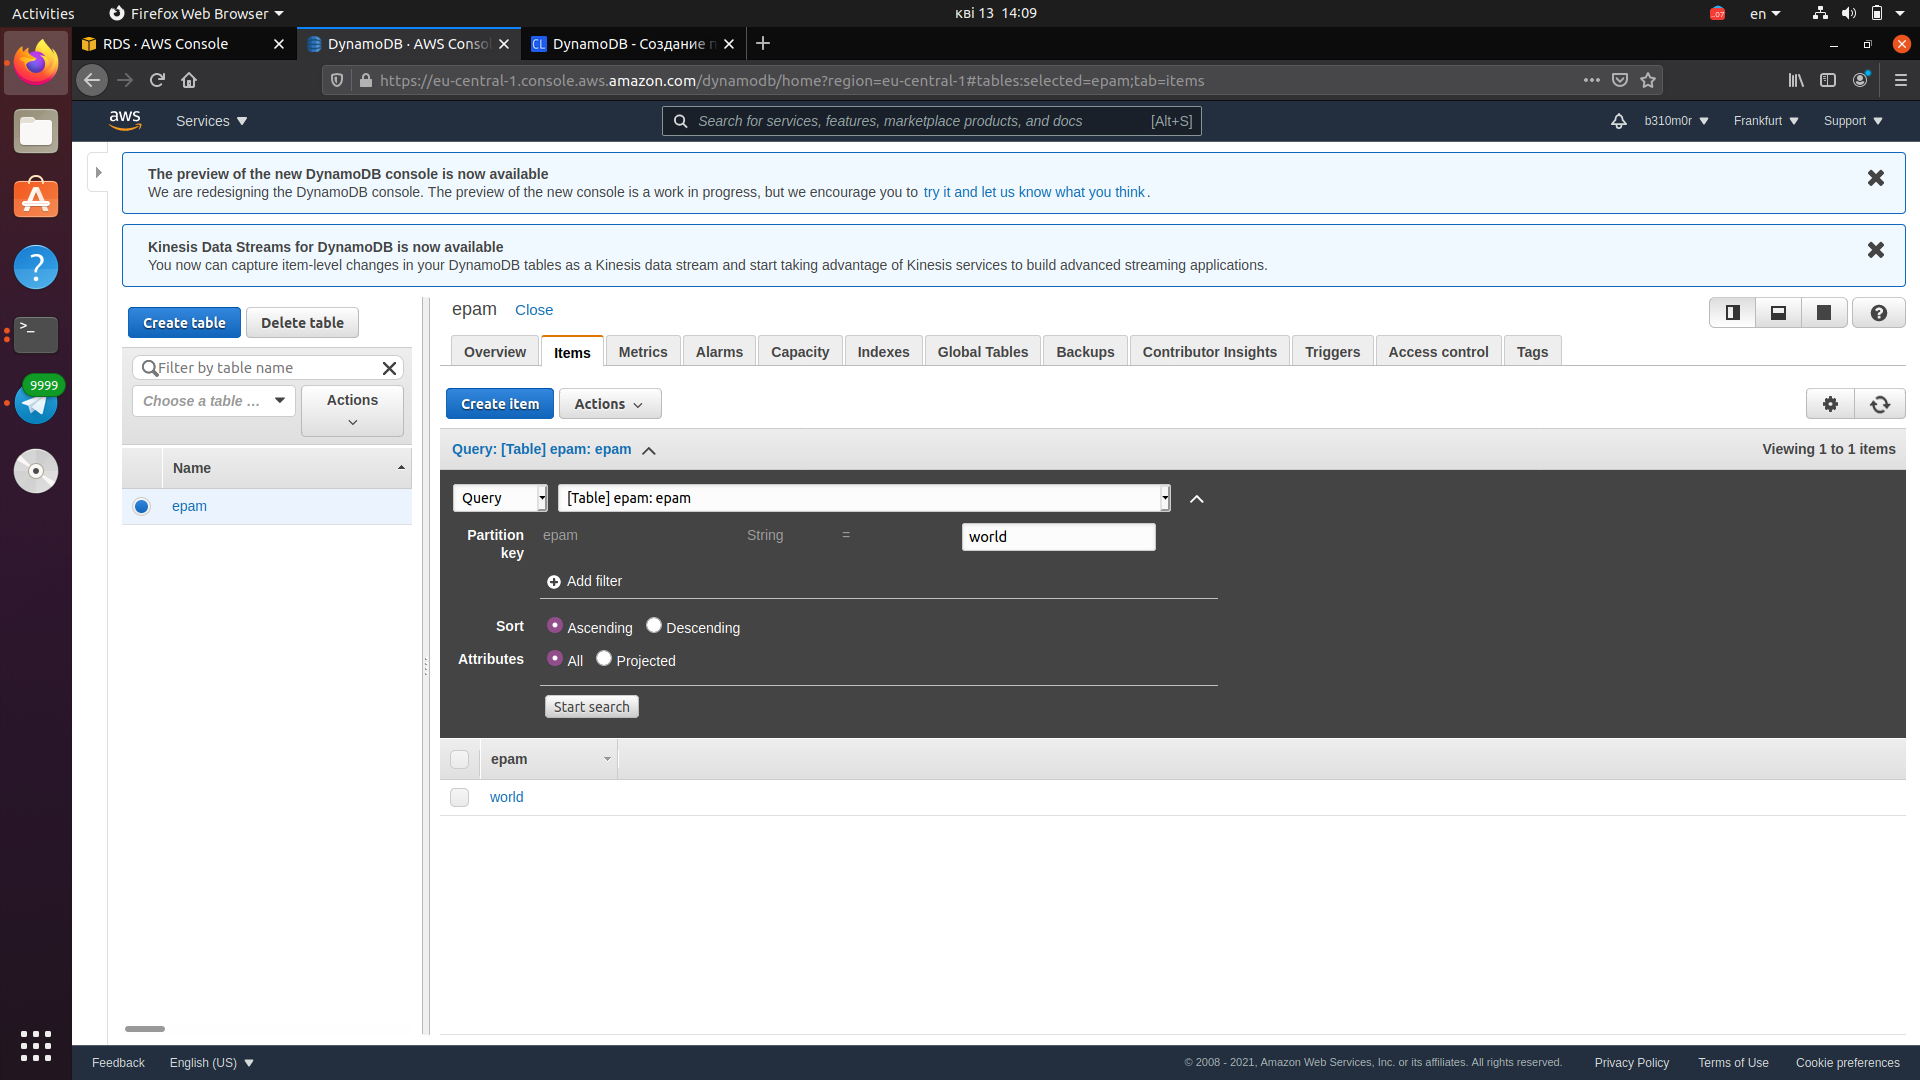 Activities
Firefox Web Browser
кві 13 14:09
en
RDS · AWS Console
DynamoDB · AWS Conso
DynamoDB - Создание п
https://eu-central-1.console.aws.amazon.com/dynamodb/home?region=eu-central-1#tables:selected=epam;tab=items
aws
Services
Search for services, features, marketplace products, and docs
[Alt+S]
b310m0r
Frankfurt
Support
The preview of the new DynamoDB console is now available
We are redesigning the DynamoDB console. The preview of the new console is a work in progress, but we encourage you to try it and let us know what you think.
Kinesis Data Streams for DynamoDB is now available
You now can capture item-level changes in your DynamoDB tables as a Kinesis data stream and start taking advantage of Kinesis services to build advanced streaming applications.
Create table
Delete table
Filter by table name
Choose a table ...
Actions
Name
epam
epam
Close
Overview
Items
Metrics
Alarms
Capacity
Indexes
Global Tables
Backups
Contributor Insights
Triggers
Access control
Tags
Create item
Actions
Query: [Table] epam: epam
Viewing 1 to 1 items
Query
[Table] epam: epam
Partition key
epam
String
=
world
Add filter
Sort
Ascending
Descending
Attributes
All
Projected
Start search
epam
world
9999
Feedback
English (US)
© 2008 - 2021, Amazon Web Services, Inc. or its affiliates. All rights reserved.
Privacy Policy
Terms of Use
Cookie preferences